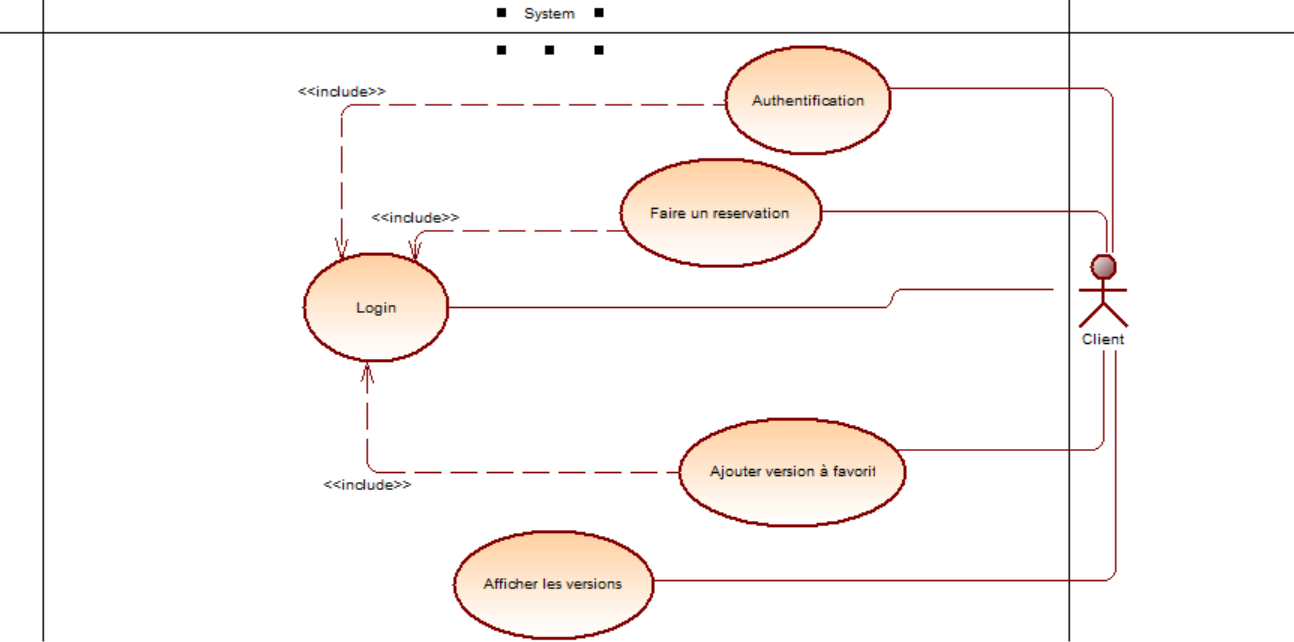 System
<<include>>
Authentification
Faire un reservation
<<include>>
Login
Client
Ajouter version à favorit
<<include>>
Afficher les versions